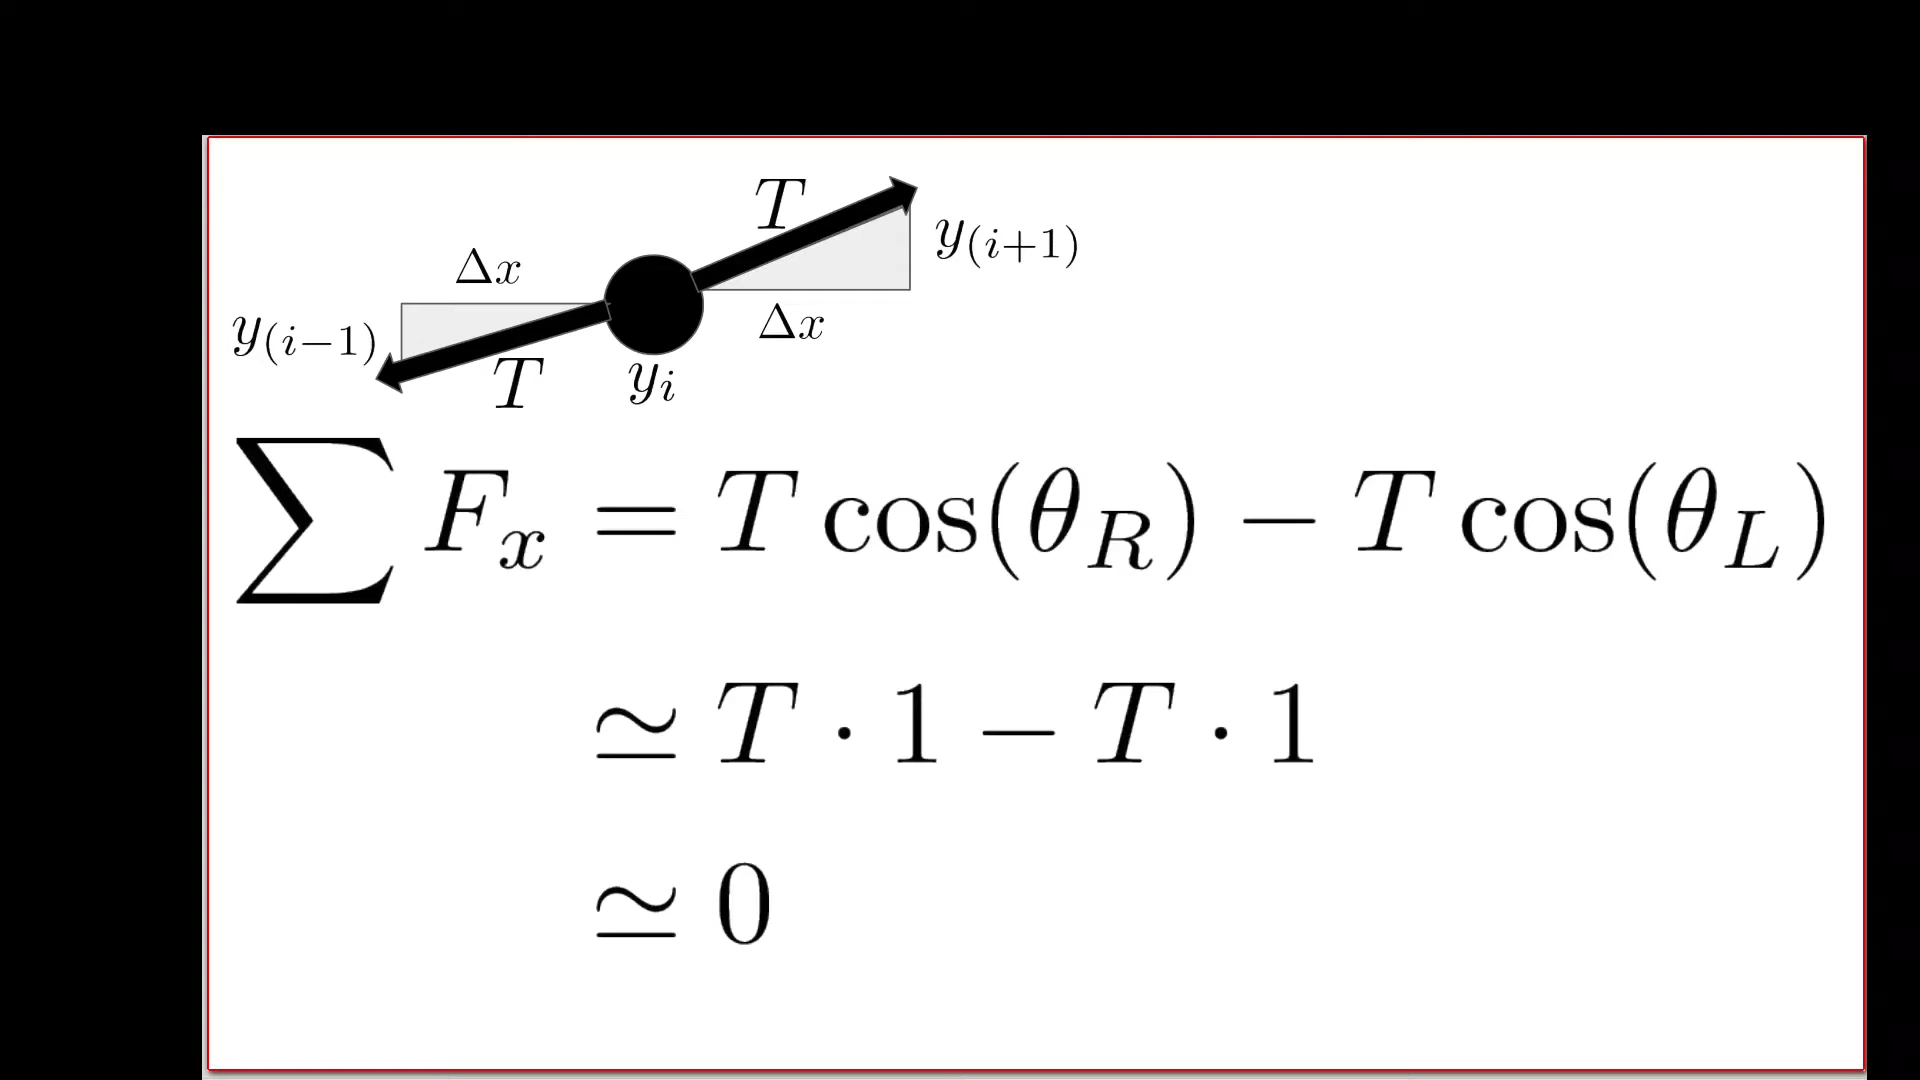 T
y_(i+1)
Δx
Δx
y_(i−1)
T
y_i
∑ F_x = T cos(θ_R) − T cos(θ_L)
≃ T · 1 − T · 1
≃ 0